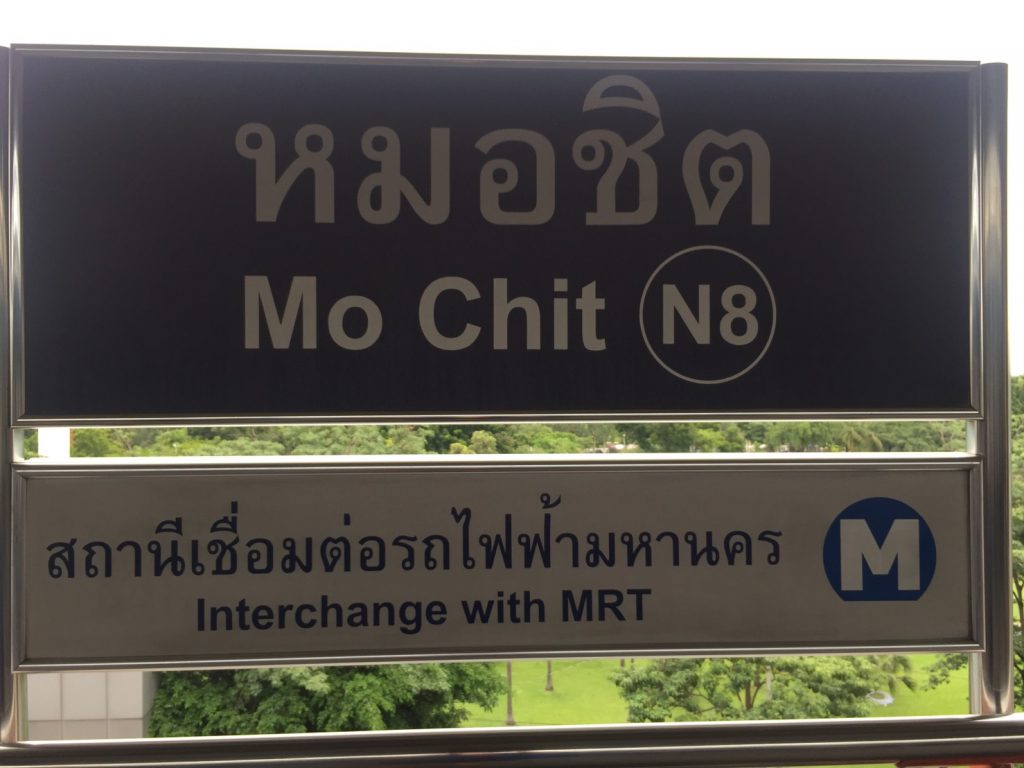 หมอชิต
Mo Chit N8
สถานีเชื่อมต่อรถไฟฟ้ามหานคร
Interchange with MRT
M